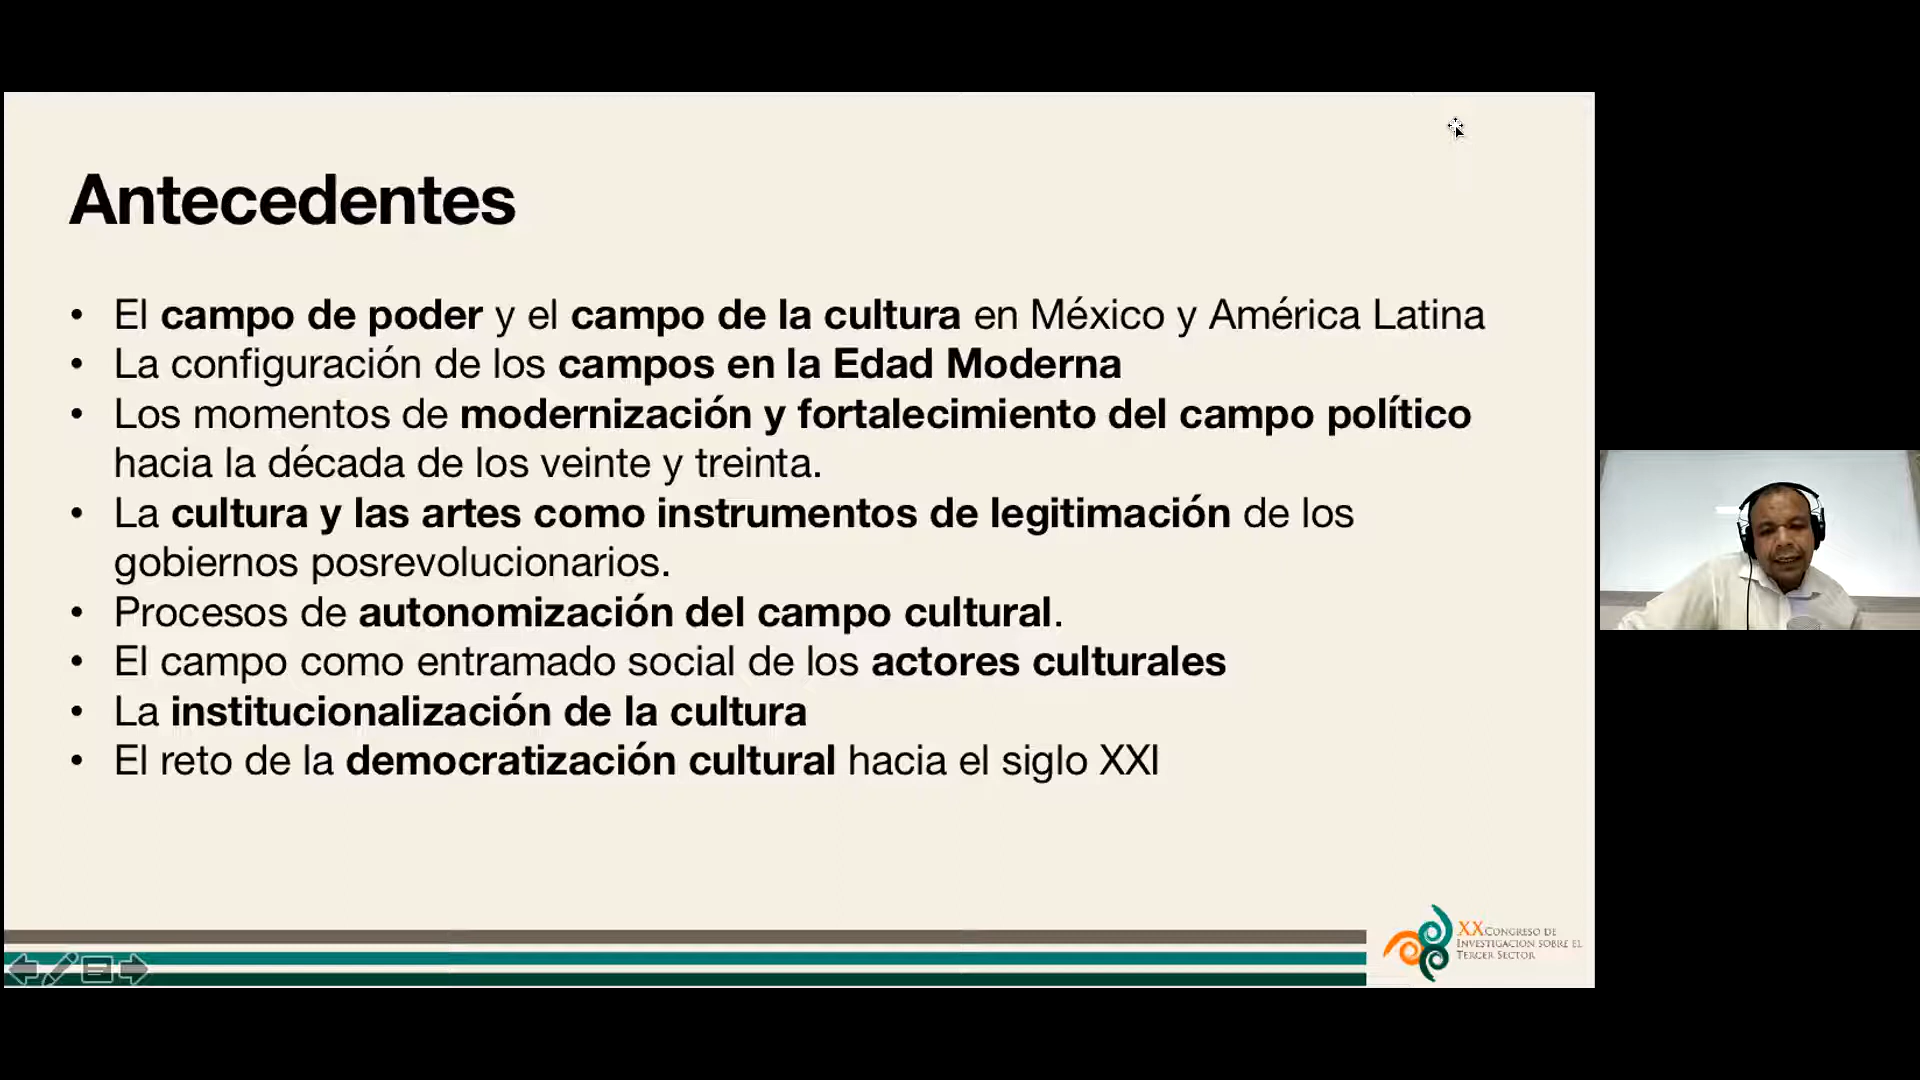 Antecedentes
• El campo de poder y el campo de la cultura en México y América Latina
• La configuración de los campos en la Edad Moderna
• Los momentos de modernización y fortalecimiento del campo político
hacia la década de los veinte y treinta.
• La cultura y las artes como instrumentos de legitimación de los
gobiernos posrevolucionarios.
• Procesos de autonomización del campo cultural.
• El campo como entramado social de los actores culturales
• La institucionalización de la cultura
• El reto de la democratización cultural hacia el siglo XXI
XX CONGRESO DE
INVESTIGACIÓN SOBRE EL
TERCER SECTOR